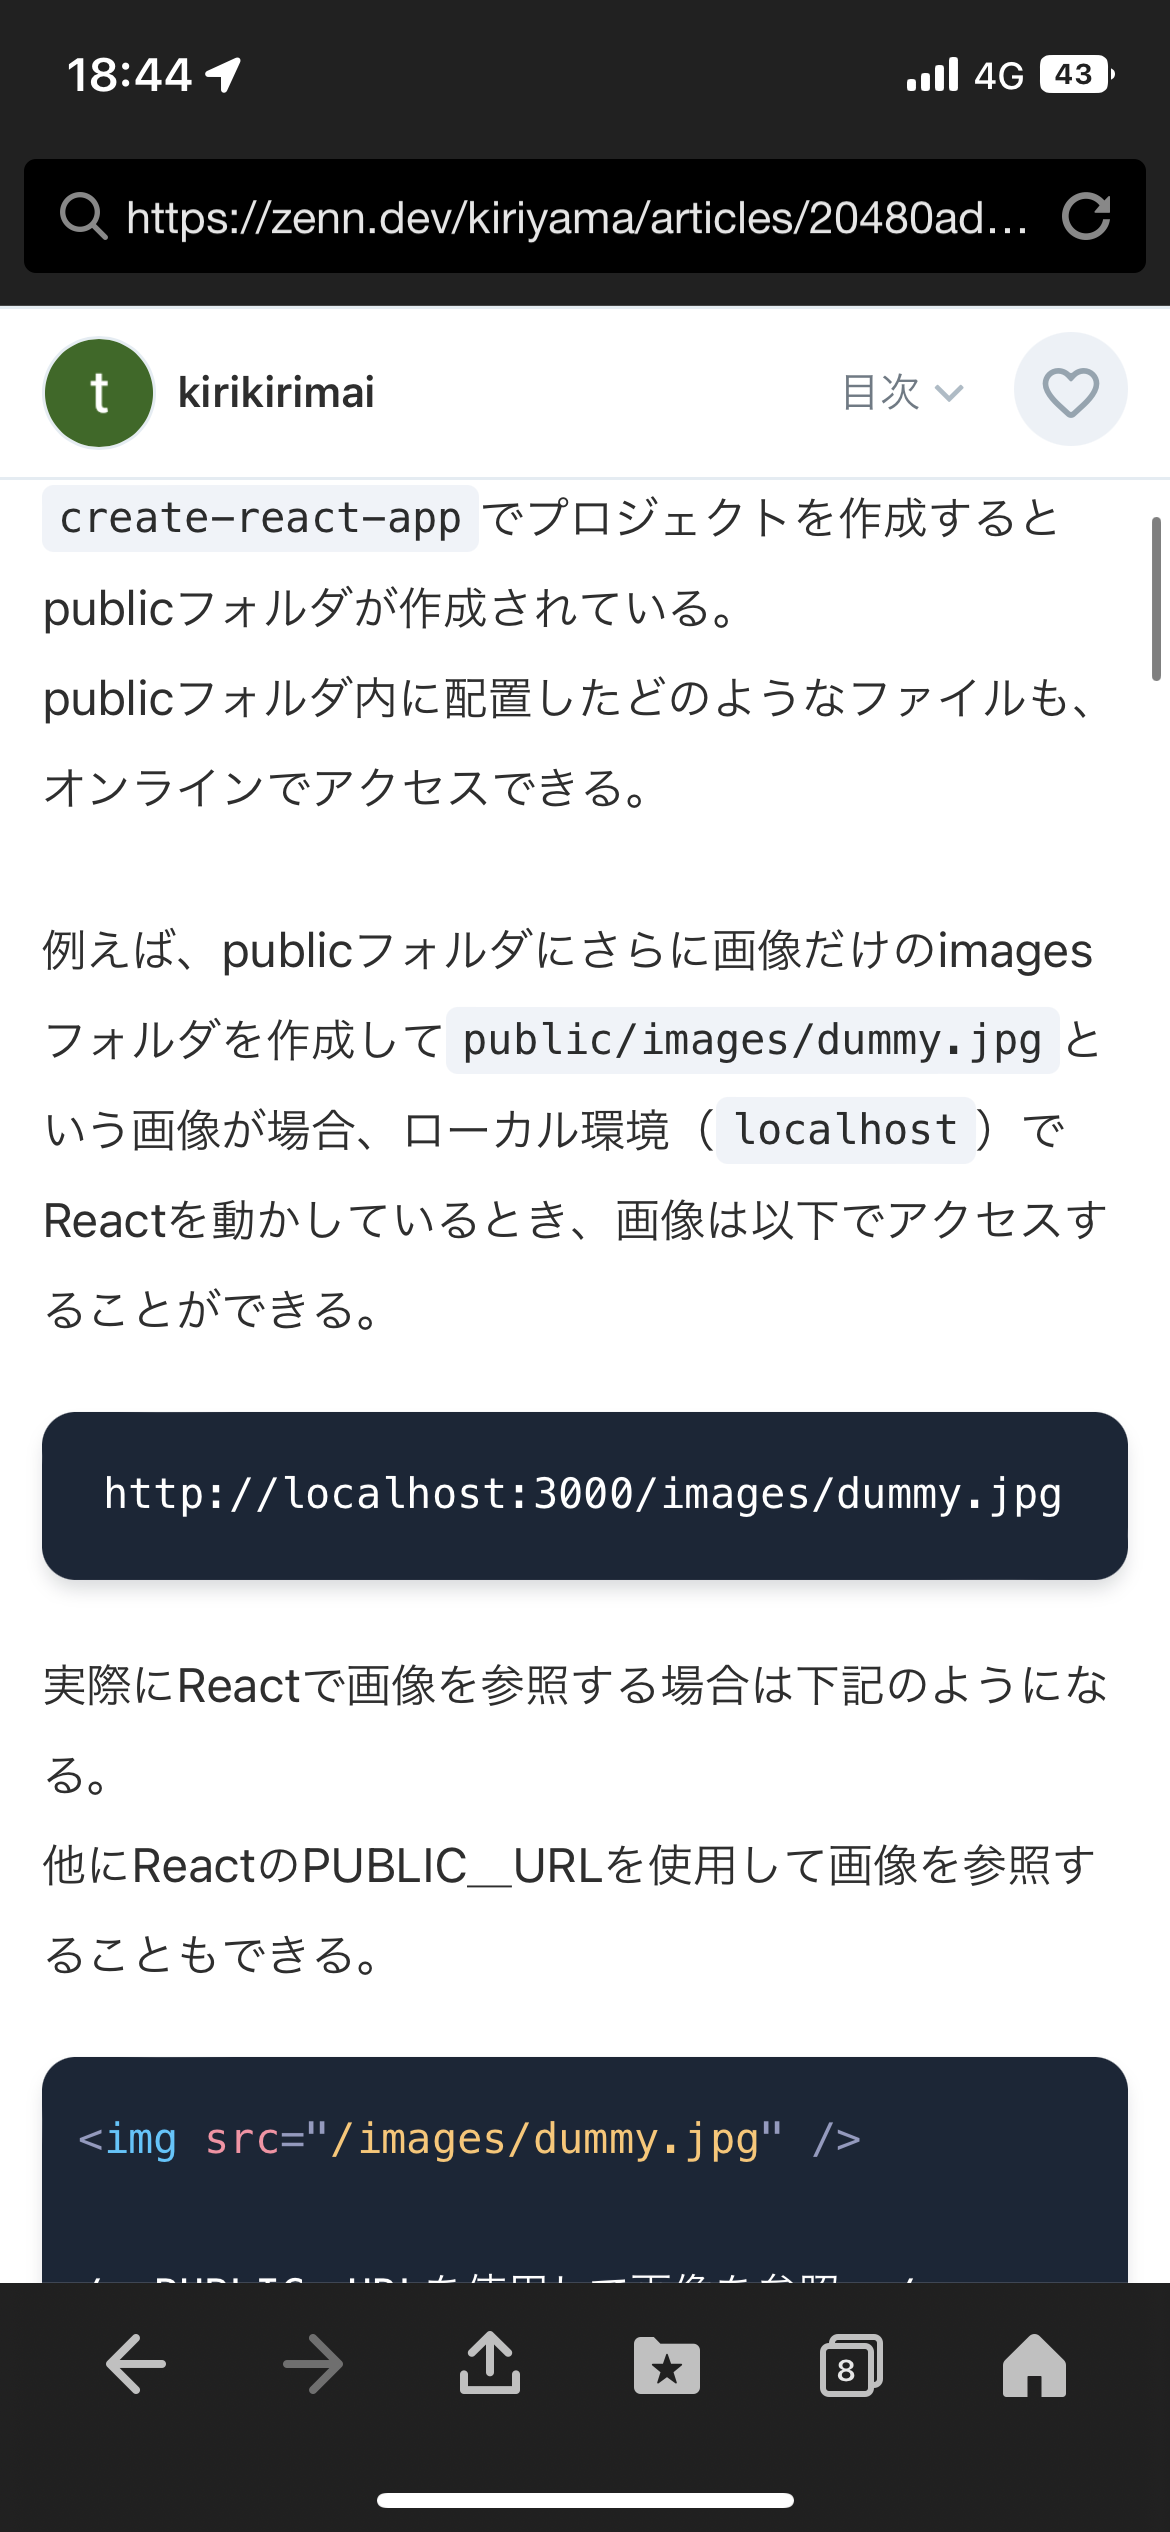 18:44
4G 43
https://zenn.dev/kiriyama/articles/20480ad...
t kirikirimai 目次
create-react-appでプロジェクトを作成すると
publicフォルダが作成されている。
publicフォルダ内に配置したどのようなファイルも、
オンラインでアクセスできる。
例えば、publicフォルダにさらに画像だけのimages
フォルダを作成してpublic/images/dummy.jpgと
いう画像が場合、ローカル環境（localhost）で
Reactを動かしているとき、画像は以下でアクセスす
ることができる。
http://localhost:3000/images/dummy.jpg
実際にReactで画像を参照する場合は下記のようにな
る。
他にReactのPUBLIC__URLを使用して画像を参照す
ることもできる。
<img src="/images/dummy.jpg" />
8